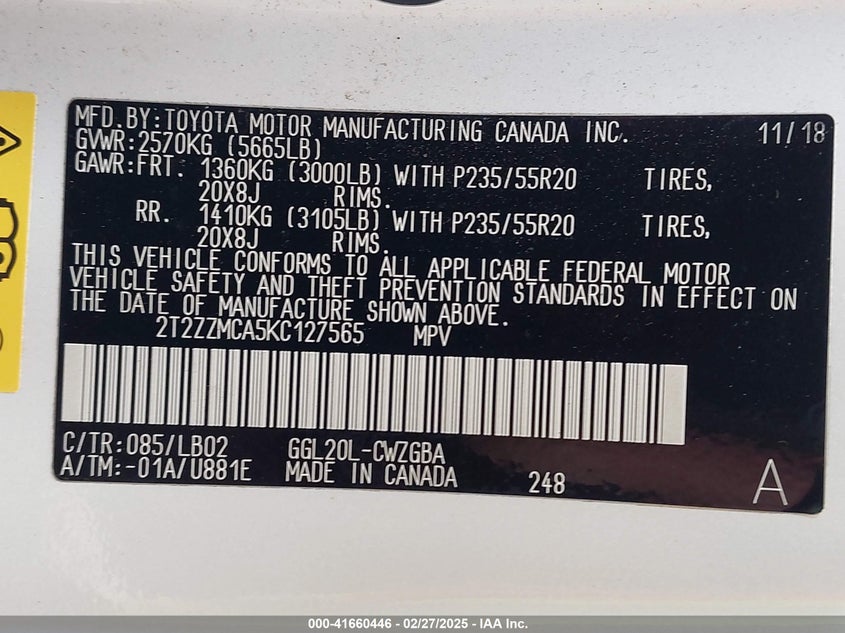 MFD.BY:TOYOTA MOTOR MANUFACTURING CANADA INC. 11/18
GVWR:2570KG (5665LB)
GAWR:FRT. 1360KG (3000LB) WITH P235/55R20 TIRES,
20X8J RIMS.
RR. 1410KG (3105LB) WITH P235/55R20 TIRES,
20X8J RIMS.
THIS VEHICLE CONFORMS TO ALL APPLICABLE FEDERAL MOTOR
VEHICLE SAFETY AND THEFT PREVENTION STANDARDS IN EFFECT ON
THE DATE OF MANUFACTURE SHOWN ABOVE.
2T2ZZMCA5KC127565 MPV
C/TR:085/LB02 GGL20L-CWZGBA
A/TM:-01A/U881E MADE IN CANADA 248 A
000-41660446 - 02/27/2025 - IAA Inc.